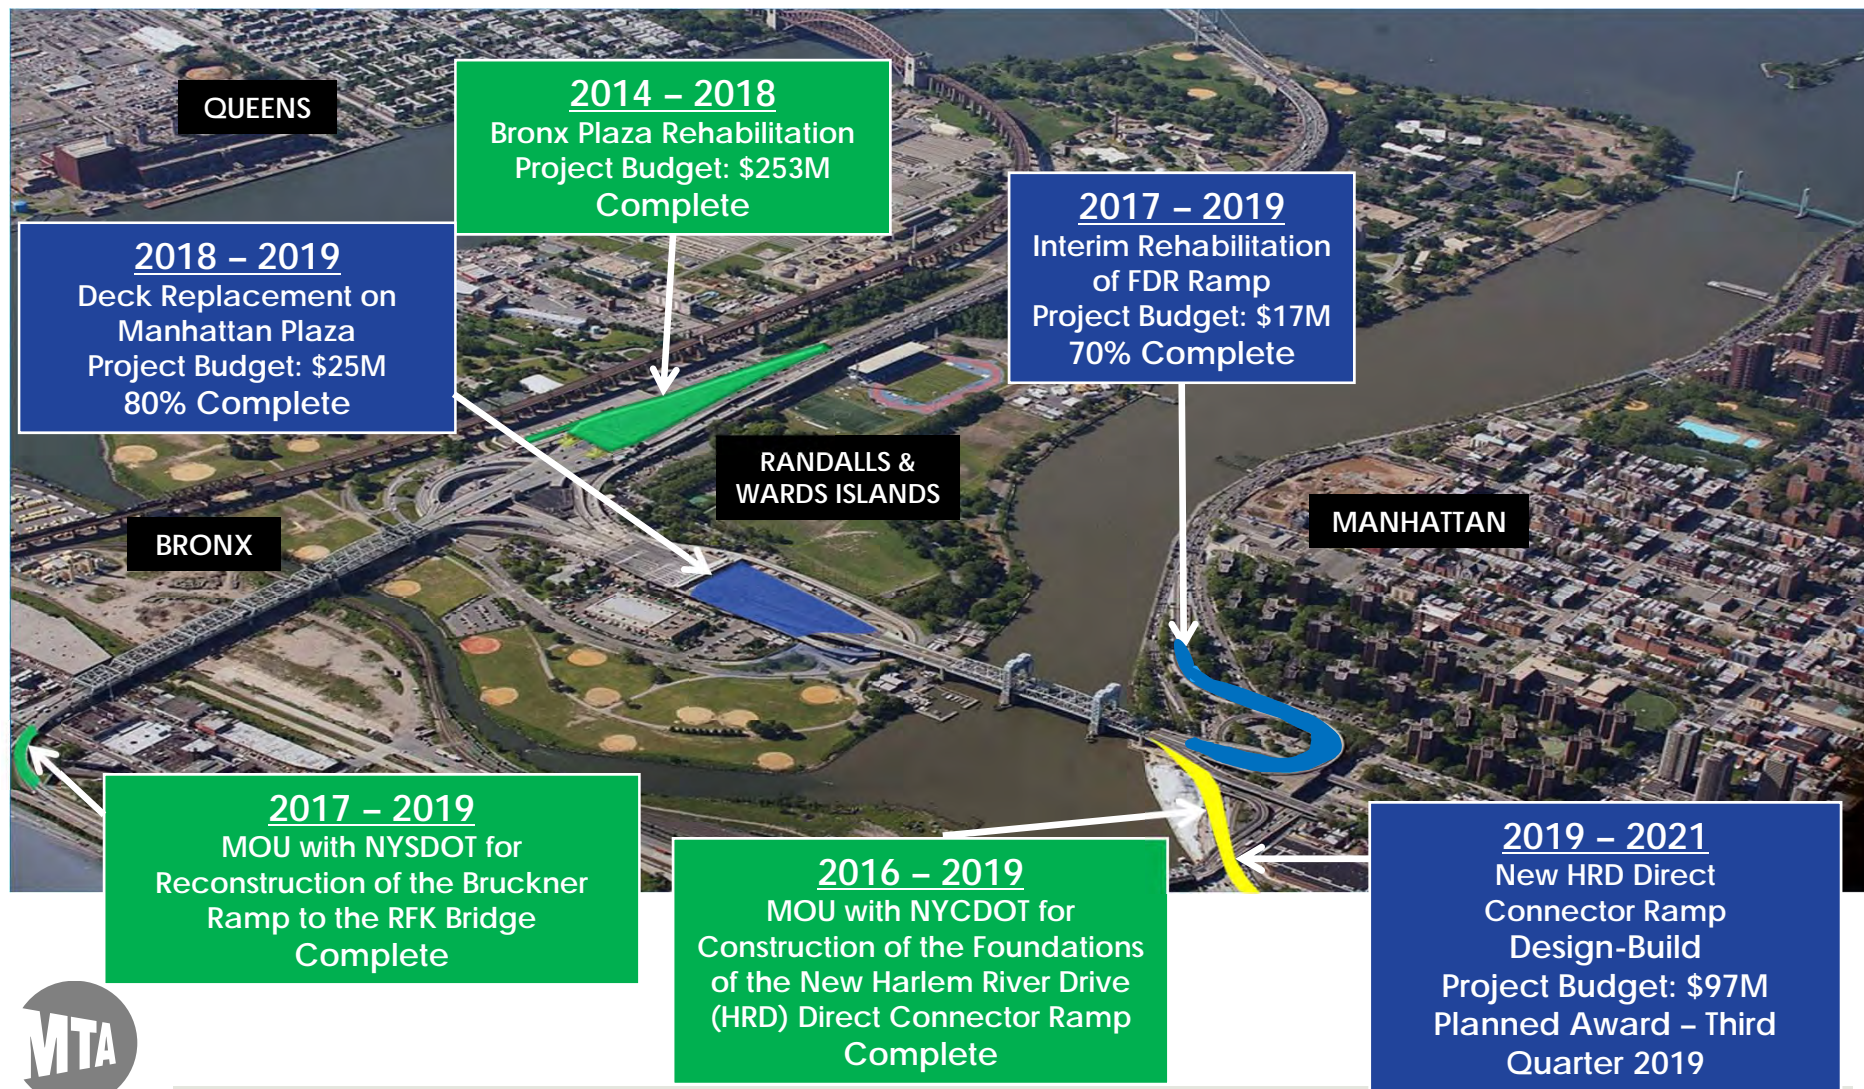 QUEENS
2014 – 2018
Bronx Plaza Rehabilitation
Project Budget: $253M
Complete
2018 – 2019
Deck Replacement on
Manhattan Plaza
Project Budget: $25M
80% Complete
2017 – 2019
Interim Rehabilitation
of FDR Ramp
Project Budget: $17M
70% Complete
RANDALLS &
WARDS ISLANDS
BRONX
MANHATTAN
2017 – 2019
MOU with NYSDOT for
Reconstruction of the Bruckner
Ramp to the RFK Bridge
Complete
2016 – 2019
MOU with NYCDOT for
Construction of the Foundations
of the New Harlem River Drive
(HRD) Direct Connector Ramp
Complete
2019 – 2021
New HRD Direct
Connector Ramp
Design-Build
Project Budget: $97M
Planned Award – Third
Quarter 2019
MTA